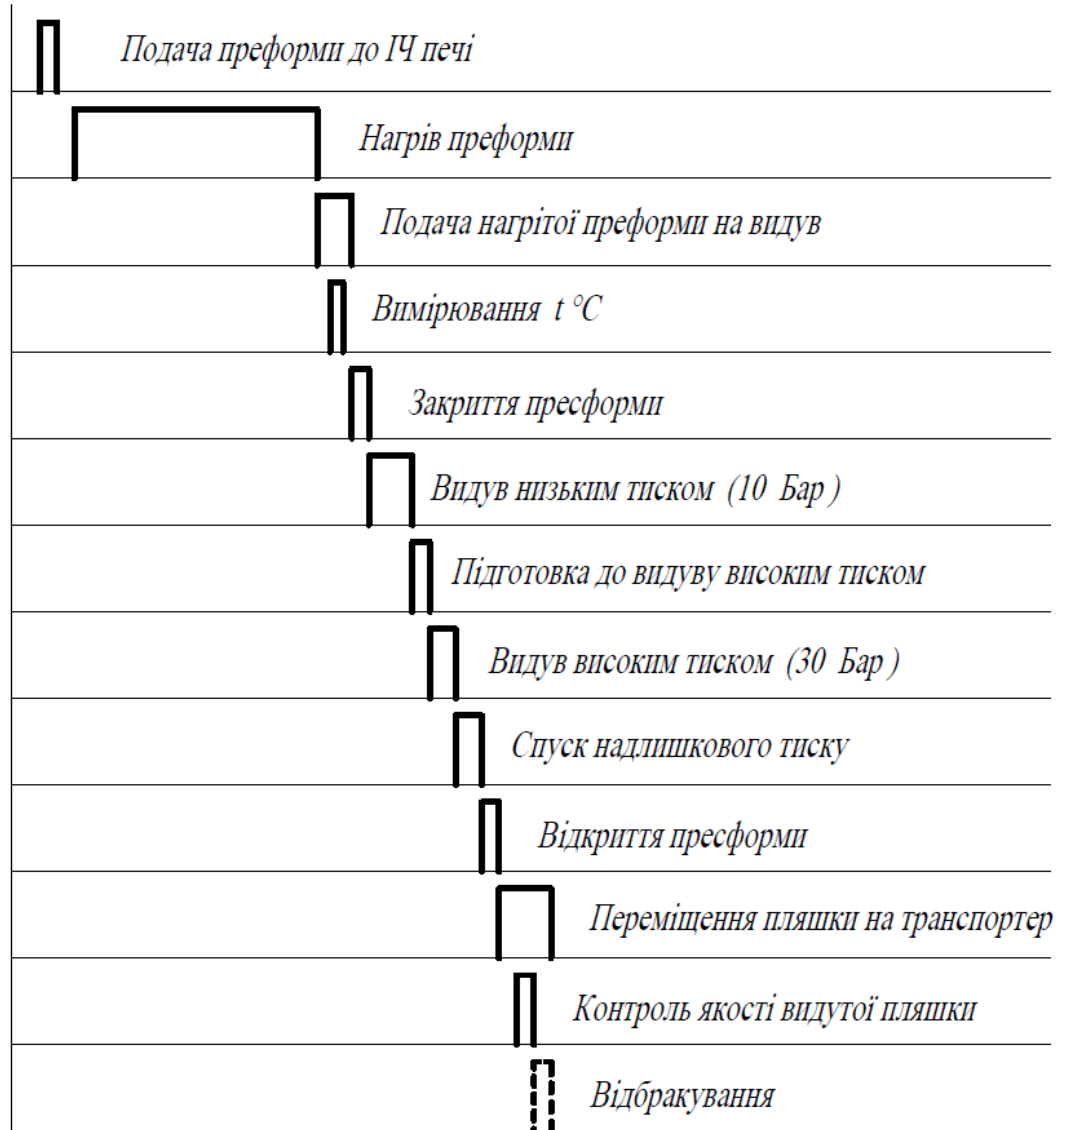 Подача преформи до ІЧ печі
Нагрів преформи
Подача нагрітої преформи на видув
Вимірювання t °C
Закриття пресформи
Видув низьким тиском (10 Бар )
Підготовка до видуву високим тиском
Видув високим тиском (30 Бар )
Спуск надлишкового тиску
Відкриття пресформи
Переміщення пляшки на транспортер
Контроль якості видутої пляшки
Відбракування